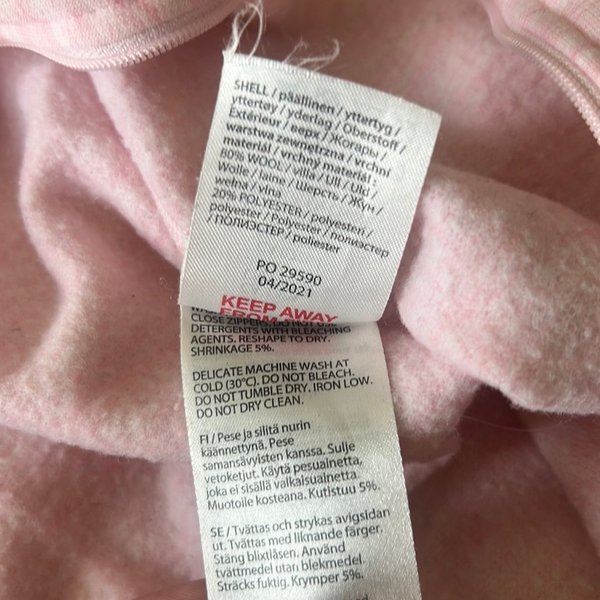 SHELL / päällinen / yttertyg /
yttertøy / yderlag / Oberstoff /
Extérieur / верх / Жорапсі /
warstwa zewnętrzna / vrchní
materiál / vrchný materiál :
80% WOOL / villa / Ull / Uld /
Wolle / laine / Шерсть / Жүн /
wełna / vlna
20% POLYESTER / polyesteri /
polyester / Polyester / полиэстер
/ ПОЛИЭСТЕР / poliester
PO 29590
04/2021
KEEP AWAY
FROM
CLOSE ZIPPERS. DO NOT USE
DETERGENTS WITH BLEACHING
AGENTS. RESHAPE TO DRY.
SHRINKAGE 5%.
DELICATE MACHINE WASH AT
COLD (30°C). DO NOT BLEACH.
DO NOT TUMBLE DRY. IRON LOW.
DO NOT DRY CLEAN.
FI / Pese ja silitä nurin
käännettynä. Pese
samansävyisten kanssa. Sulje
vetoketjut. Käytä pesuainetta,
joka ei sisällä valkaisuainetta.
Muotoile kosteana. Kutistuu 5%.
SE / Tvättas och strykas avigsidan
ut. Tvättas med liknande färger.
Stäng blixtlåsen. Använd
tvättmedel utan blekmedel.
Sträcks fuktig. Krymper 5%.